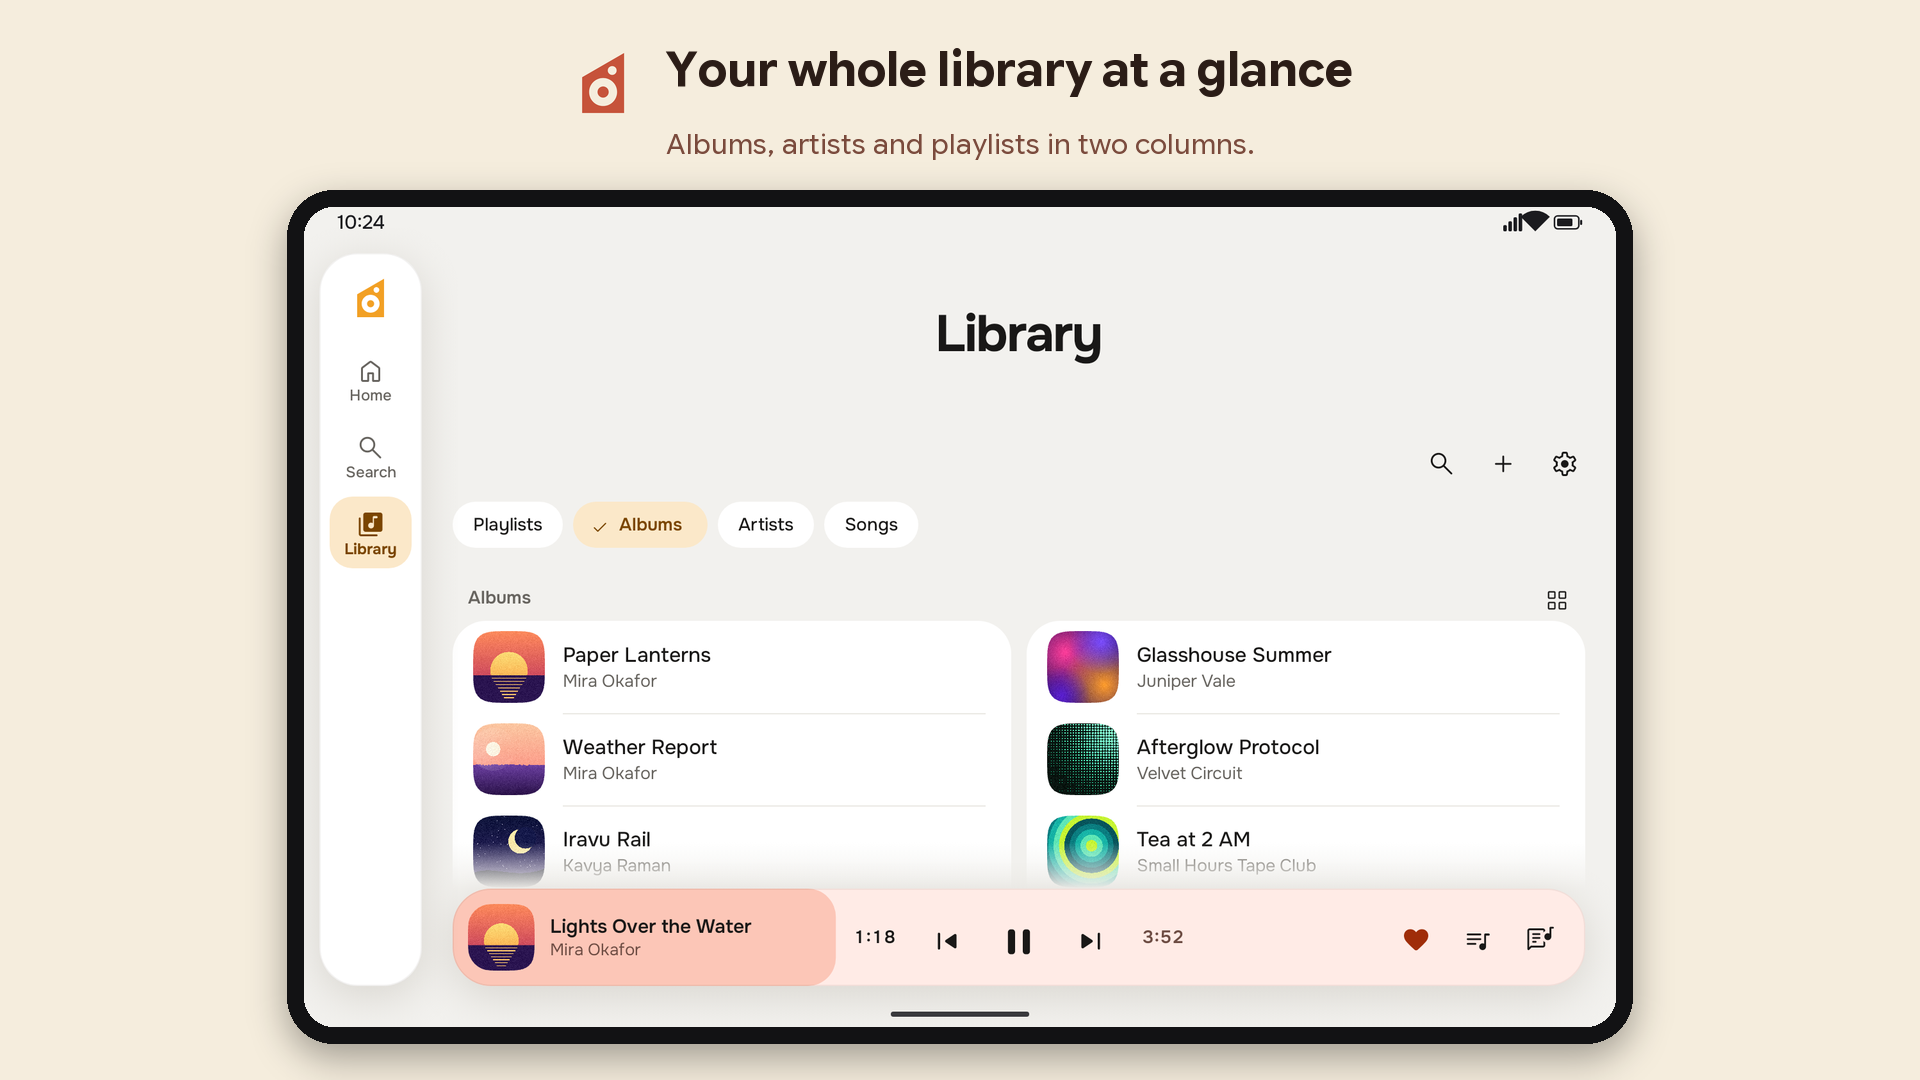 Your whole library at a glance
Albums, artists and playlists in two columns.
10:24
Library
Home
Search
Library
Playlists
Albums
Artists
Songs
Albums
Paper Lanterns
Mira Okafor
Glasshouse Summer
Juniper Vale
Weather Report
Mira Okafor
Afterglow Protocol
Velvet Circuit
Iravu Rail
Kavya Raman
Tea at 2 AM
Small Hours Tape Club
Lights Over the Water
Mira Okafor
1:18
3:52